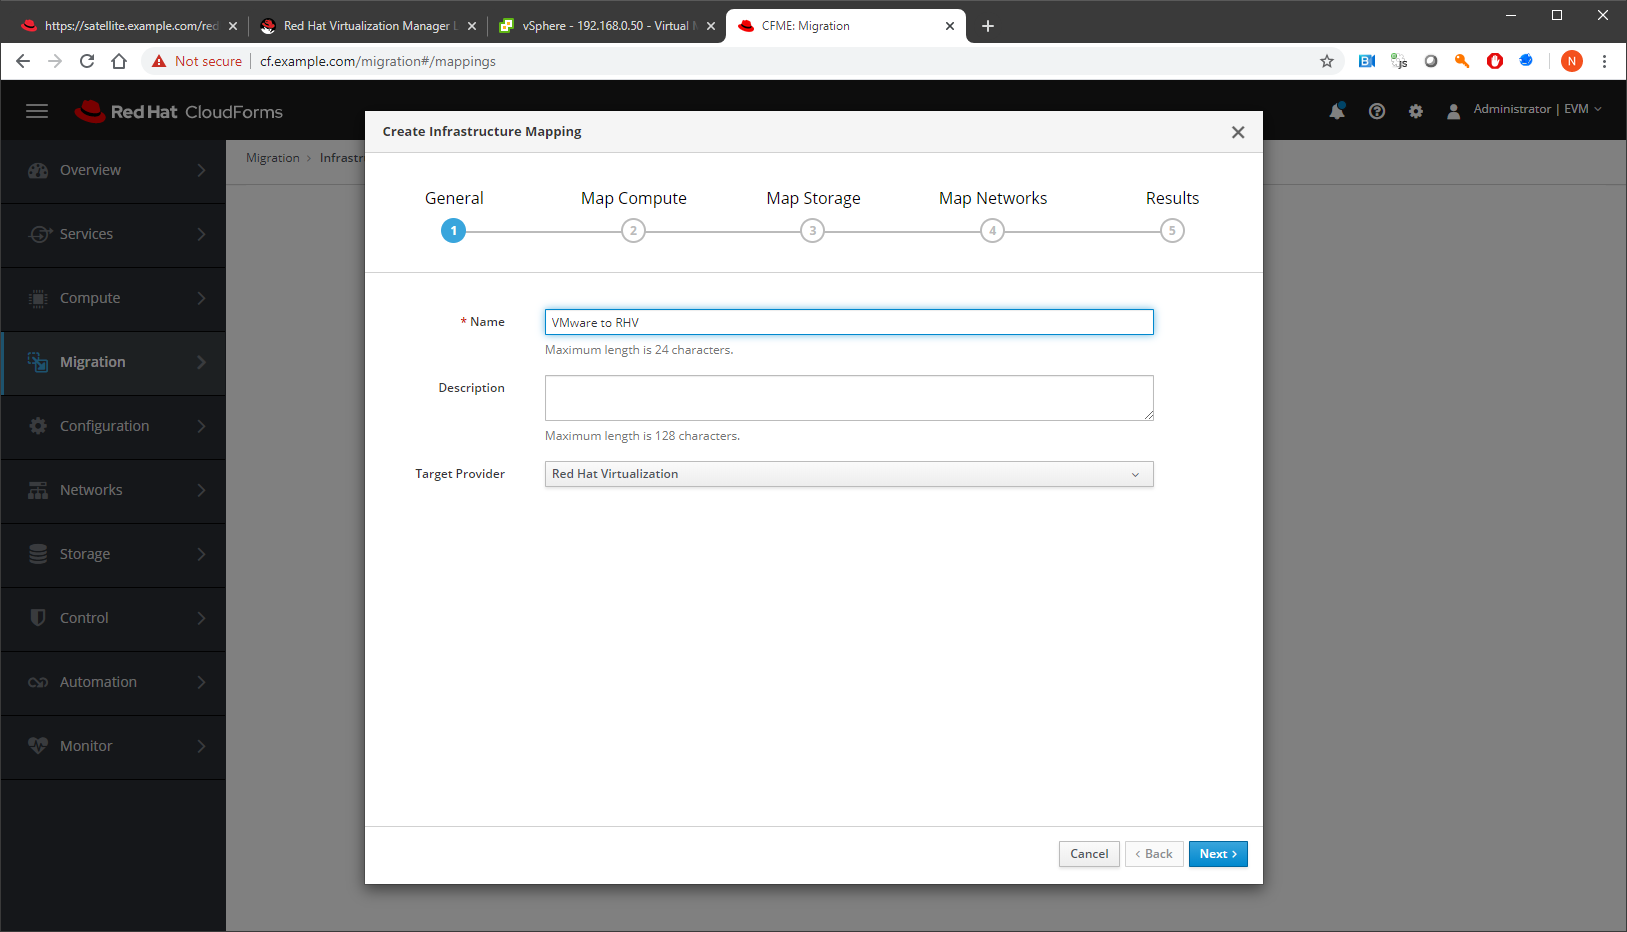 https://satellite.example.com/red
Red Hat Virtualization Manager
vSphere - 192.168.0.50 - Virtual
CFME: Migration
Not secure
cf.example.com/migration#/mappings
N
Red Hat CloudForms
Administrator | EVM
Overview
Services
Compute
Migration
Configuration
Networks
Storage
Control
Automation
Monitor
Migration > Infrastr
Create Infrastructure Mapping
General
Map Compute
Map Storage
Map Networks
Results
1
2
3
4
5
* Name
VMware to RHV
Maximum length is 24 characters.
Description
Maximum length is 128 characters.
Target Provider
Red Hat Virtualization
Cancel
< Back
Next >